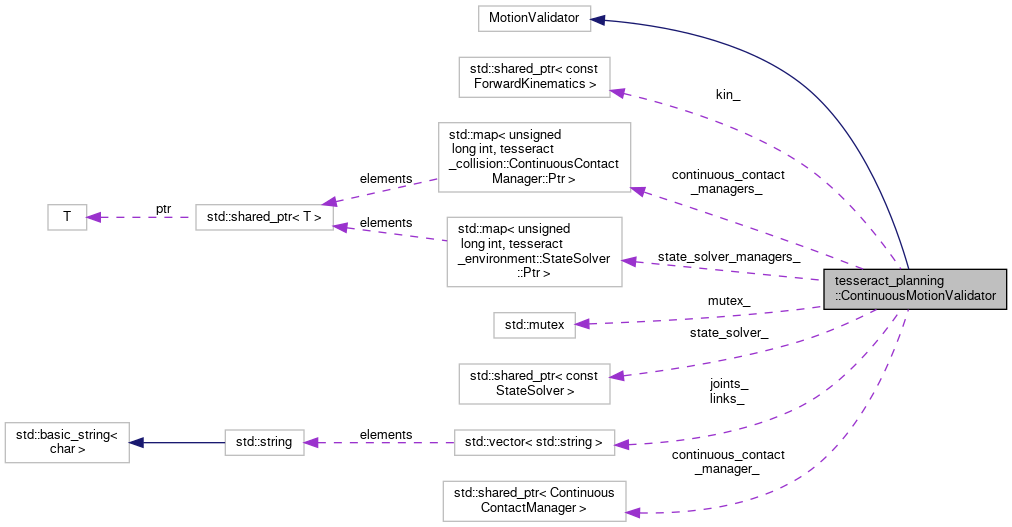 MotionValidator
std::shared_ptr< const
ForwardKinematics >
kin_
std::map< unsigned
long int, tesseract
_collision::ContinuousContact
Manager::Ptr >
continuous_contact
_managers_
elements
T
ptr
std::shared_ptr< T >
elements
std::map< unsigned
long int, tesseract
_environment::StateSolver
::Ptr >
state_solver_managers_
tesseract_planning
::ContinuousMotionValidator
std::mutex
mutex_
state_solver_
std::shared_ptr< const
StateSolver >
joints_
links_
std::basic_string<
char >
std::string
elements
std::vector< std::string >
continuous_contact
_manager_
std::shared_ptr< Continuous
ContactManager >